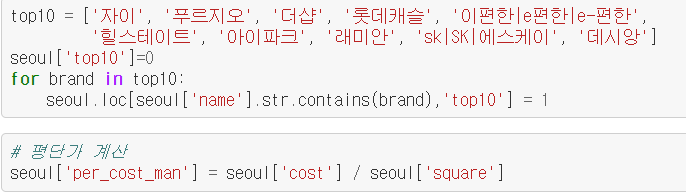 top10 = ['자이', '푸르지오', '더샵', '롯데캐슬', '이편한|e편한|e-편한',
'힐스테이트', '아이파크', '래미안', 'sk|SK|에스케이', '데시앙']
seoul['top10']=0
for brand in top10:
seoul.loc[seoul['name'].str.contains(brand),'top10'] = 1
# 평단가 계산
seoul['per_cost_man'] = seoul['cost'] / seoul['square']